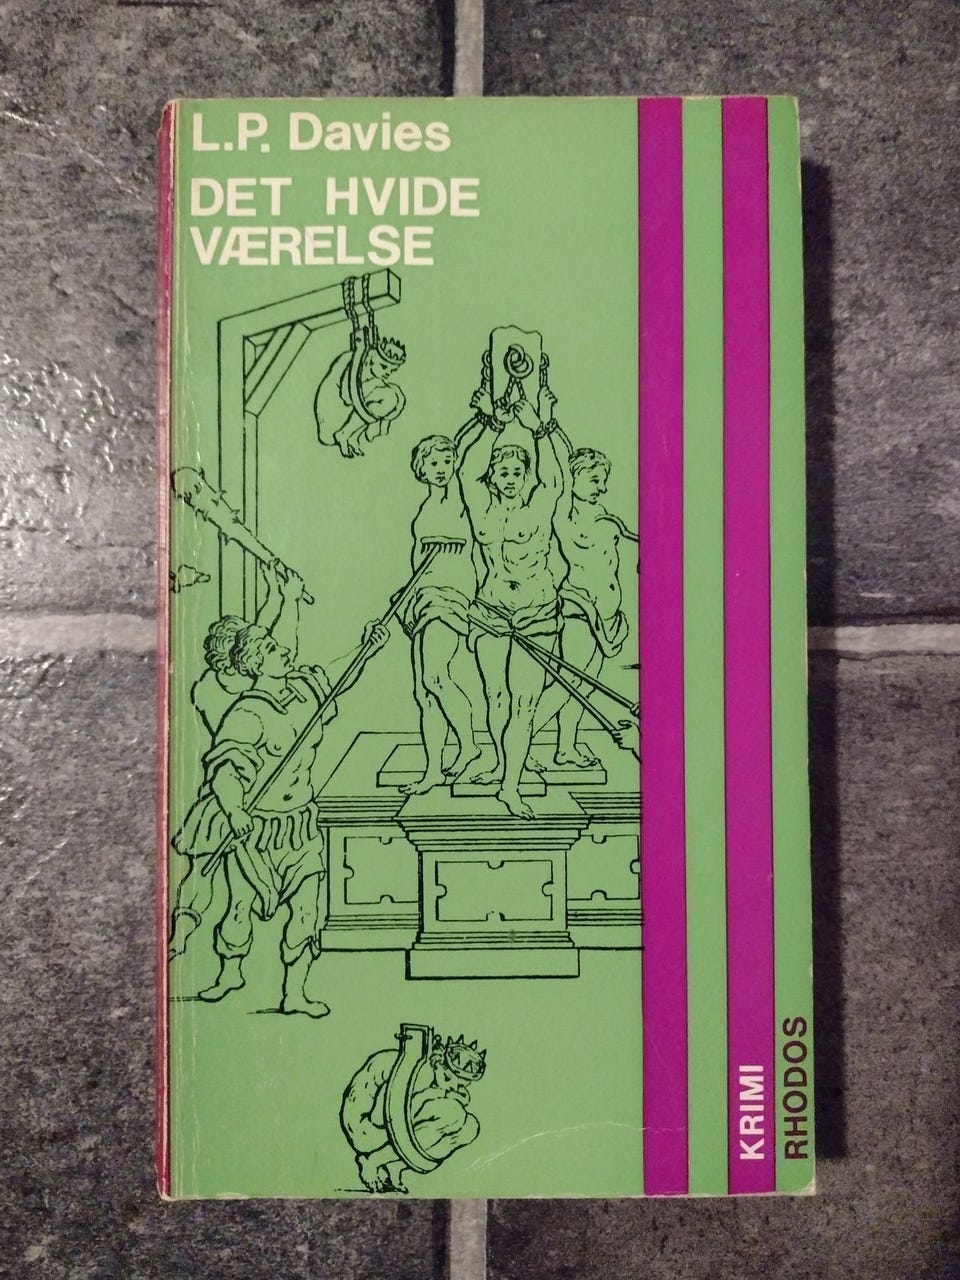 L.P. Davies
DET HVIDE
VÆRELSE
KRIMI
RHODOS